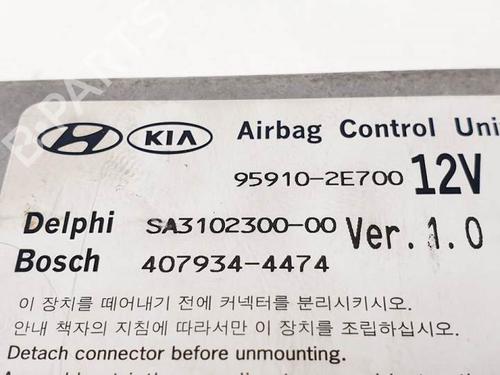 KIA Airbag Control Uni
95910-2E700 12V
Delphi SA3102300-00 Ver.1.0
Bosch 407934-4474
이 장치를 떼어내기 전에 커넥터를 분리시키시오.
안내 책자의 지침에 따라서만 이 장치를 조립하십시오.
Detach connector before unmounting.
B-PARTS